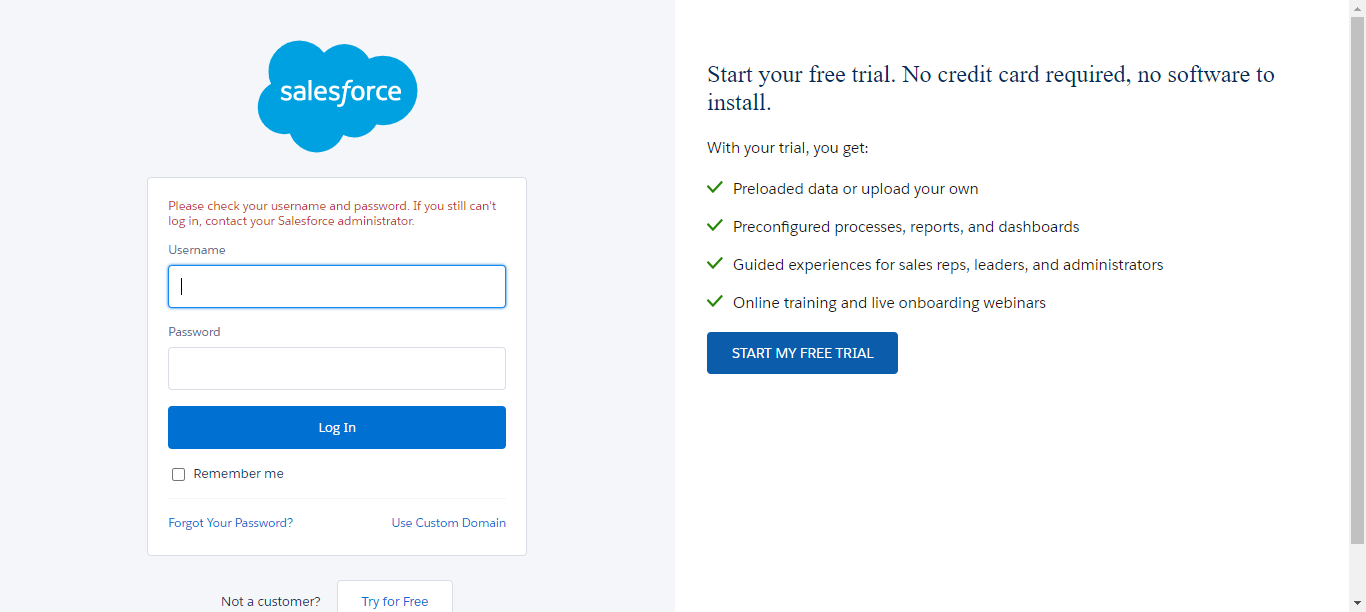 salesforce
Please check your username and password. If you still can't
log in, contact your Salesforce administrator.
Username
Password
Log In
Remember me
Forgot Your Password?
Use Custom Domain
Not a customer?
Try for Free
Start your free trial. No credit card required, no software to
install.
With your trial, you get:
Preloaded data or upload your own
Preconfigured processes, reports, and dashboards
Guided experiences for sales reps, leaders, and administrators
Online training and live onboarding webinars
START MY FREE TRIAL